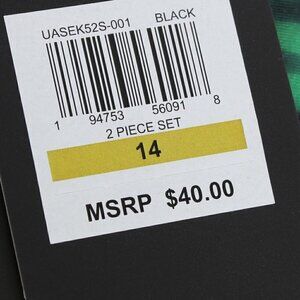 UASEK52S-001 BLACK
1 94753 56091 8
2 PIECE SET
14
MSRP $40.00